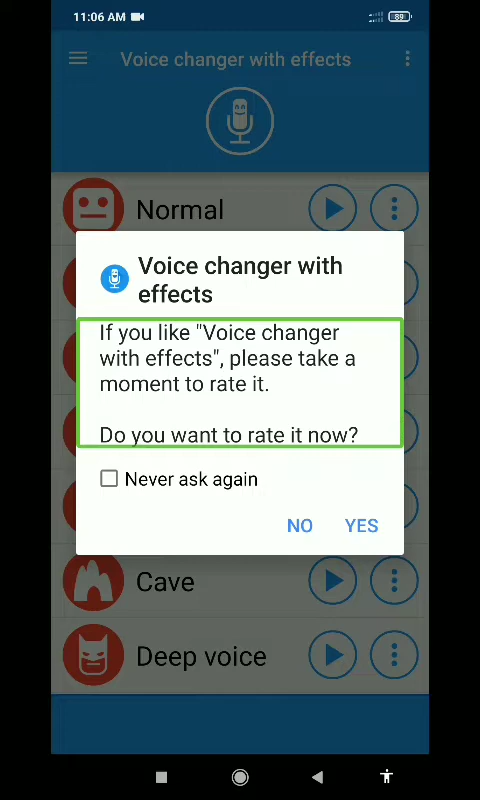 11:06 AM
89
Voice changer with effects
Normal
Voice changer with
effects
If you like "Voice changer
with effects", please take a
moment to rate it.
Do you want to rate it now?
Never ask again
NO YES
Cave
Deep voice